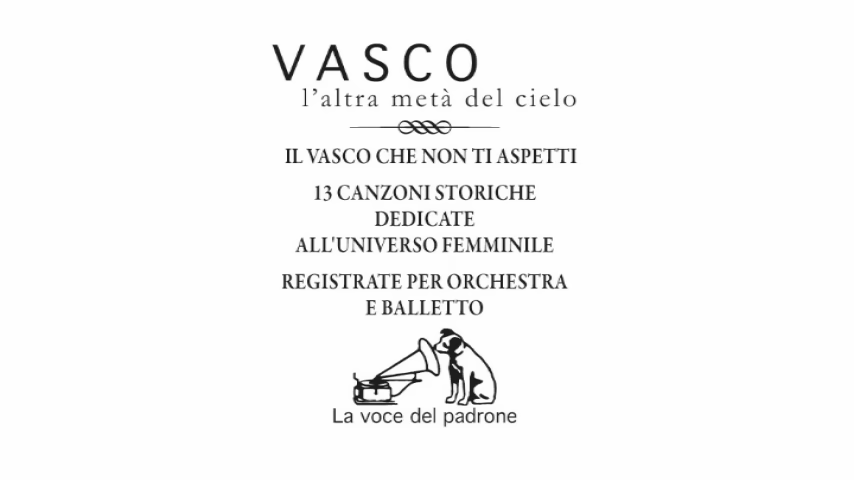 VASCO
l'altra metà del cielo
IL VASCO CHE NON TI ASPETTI
13 CANZONI STORICHE
DEDICATE
ALL'UNIVERSO FEMMINILE
REGISTRATE PER ORCHESTRA
E BALLETTO
La voce del padrone